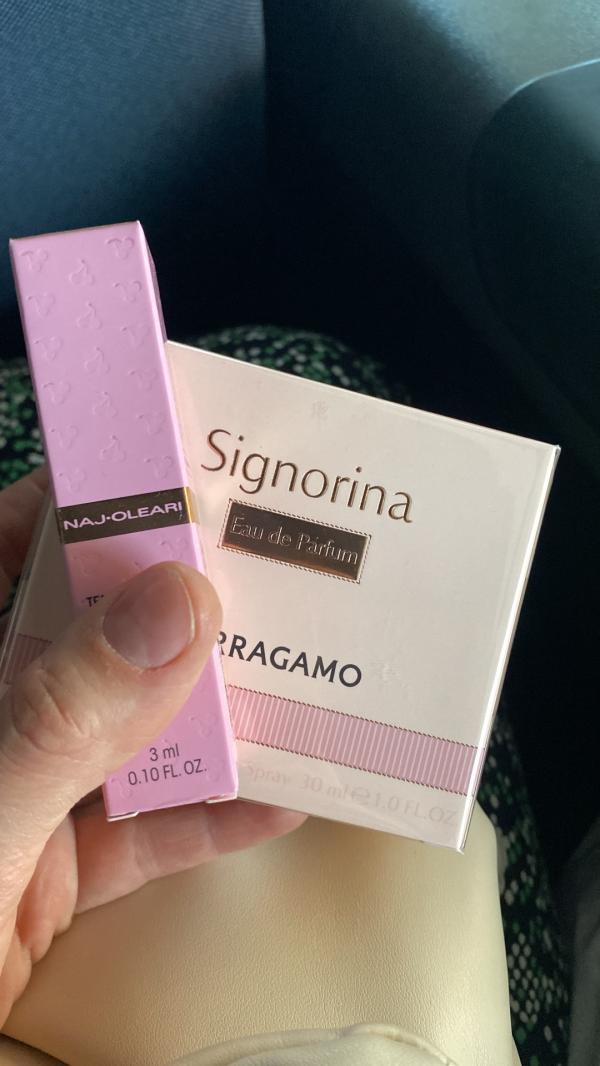 NAJ·OLEARI
3 ml
0.10 FL.OZ.
Signorina
Eau de Parfum
RRAGAMO
Spray 30 ml ℮ 1.0 FL.OZ